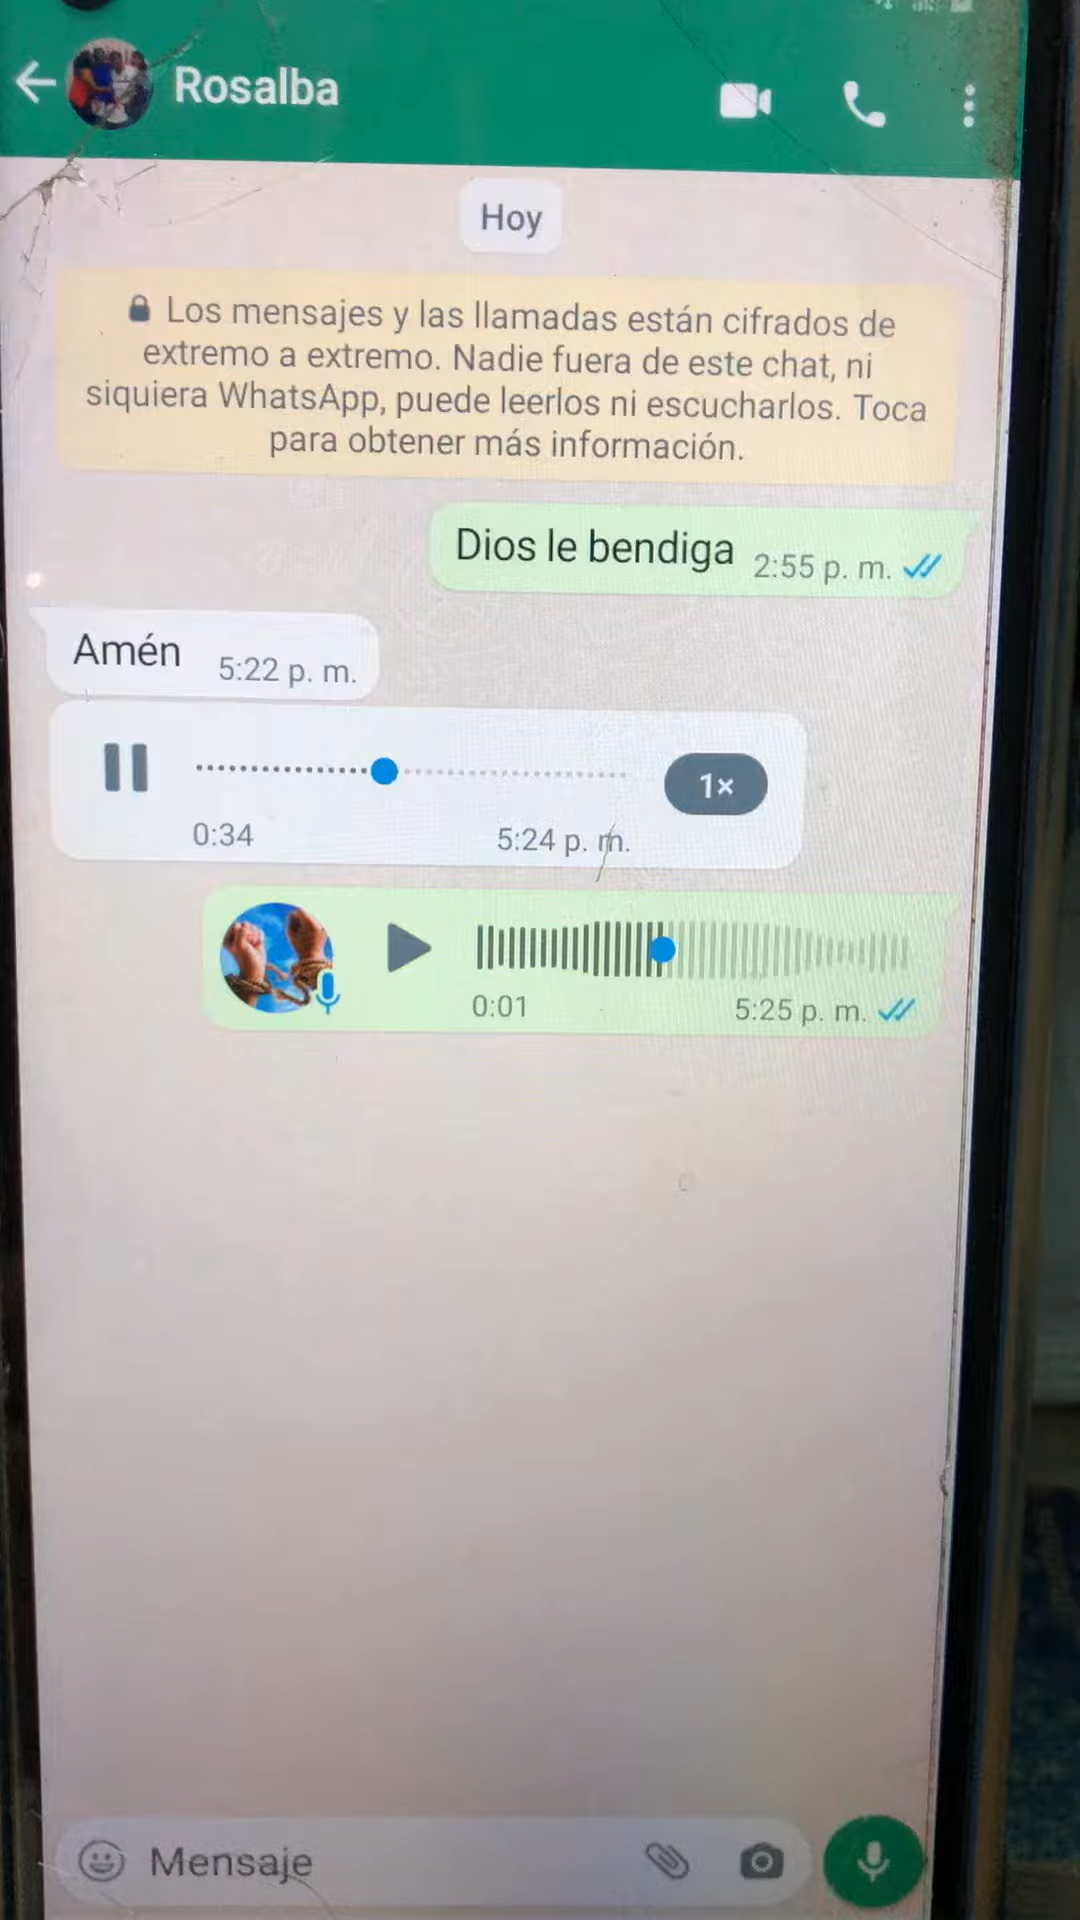 Rosalba
Hoy
Los mensajes y las llamadas están cifrados de
extremo a extremo. Nadie fuera de este chat, ni
siquiera WhatsApp, puede leerlos ni escucharlos. Toca
para obtener más información.
Dios le bendiga 2:55 p. m.
Amén 5:22 p. m.
1×
0:34 5:24 p. m.
0:01 5:25 p. m.
Mensaje